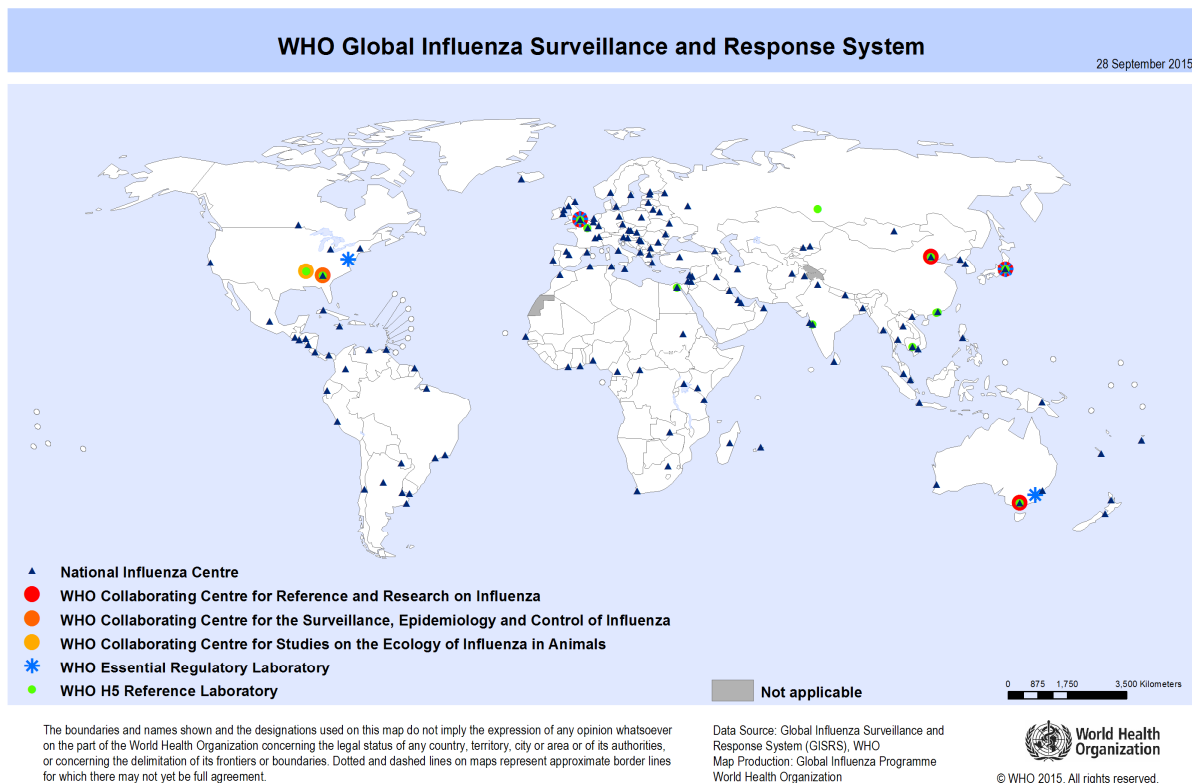 WHO Global Influenza Surveillance and Response System
28 September 2015
National Influenza Centre
WHO Collaborating Centre for Reference and Research on Influenza
WHO Collaborating Centre for the Surveillance, Epidemiology and Control of Influenza
WHO Collaborating Centre for Studies on the Ecology of Influenza in Animals
WHO Essential Regulatory Laboratory
WHO H5 Reference Laboratory
Not applicable
0 875 1,750 3,500 Kilometers
The boundaries and names shown and the designations used on this map do not imply the expression of any opinion whatsoever
on the part of the World Health Organization concerning the legal status of any country, territory, city or area or of its authorities,
or concerning the delimitation of its frontiers or boundaries. Dotted and dashed lines on maps represent approximate border lines
for which there may not yet be full agreement.
Data Source: Global Influenza Surveillance and
Response System (GISRS), WHO
Map Production: Global Influenza Programme
World Health Organization
World Health
Organization
© WHO 2015. All rights reserved.